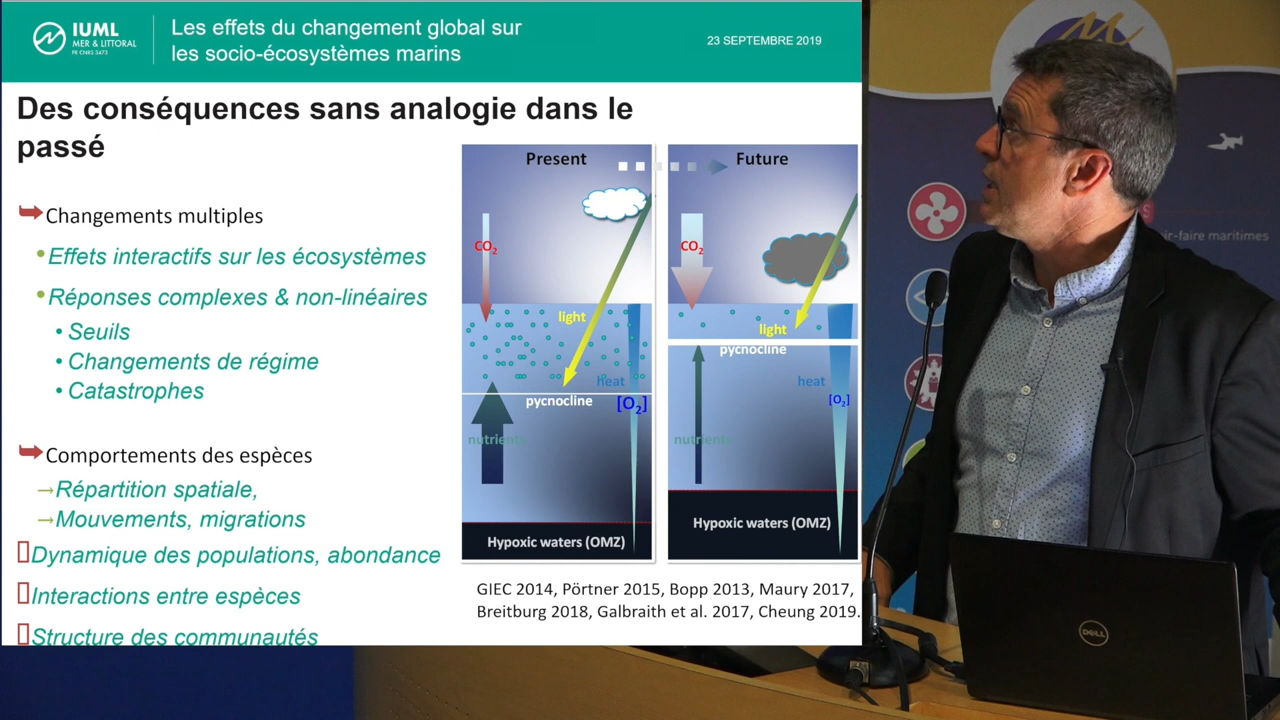 IUML
MER & LITTORAL
FR CNRS 3473
Les effets du changement global sur
les socio-écosystèmes marins
23 SEPTEMBRE 2019
Des conséquences sans analogie dans le
passé
Changements multiples
Effets interactifs sur les écosystèmes
Réponses complexes & non-linéaires
Seuils
Changements de régime
Catastrophes
Comportements des espèces
→Répartition spatiale,
→Mouvements, migrations
Dynamique des populations, abondance
Interactions entre espèces
Structure des communautés
Present
CO2
light
heat
pycnocline
[O2]
nutrients
Hypoxic waters (OMZ)
Future
CO2
light
pycnocline
heat
[O2]
nutrients
Hypoxic waters (OMZ)
GIEC 2014, Pörtner 2015, Bopp 2013, Maury 2017,
Breitburg 2018, Galbraith et al. 2017, Cheung 2019.
ir-faire maritimes
DELL